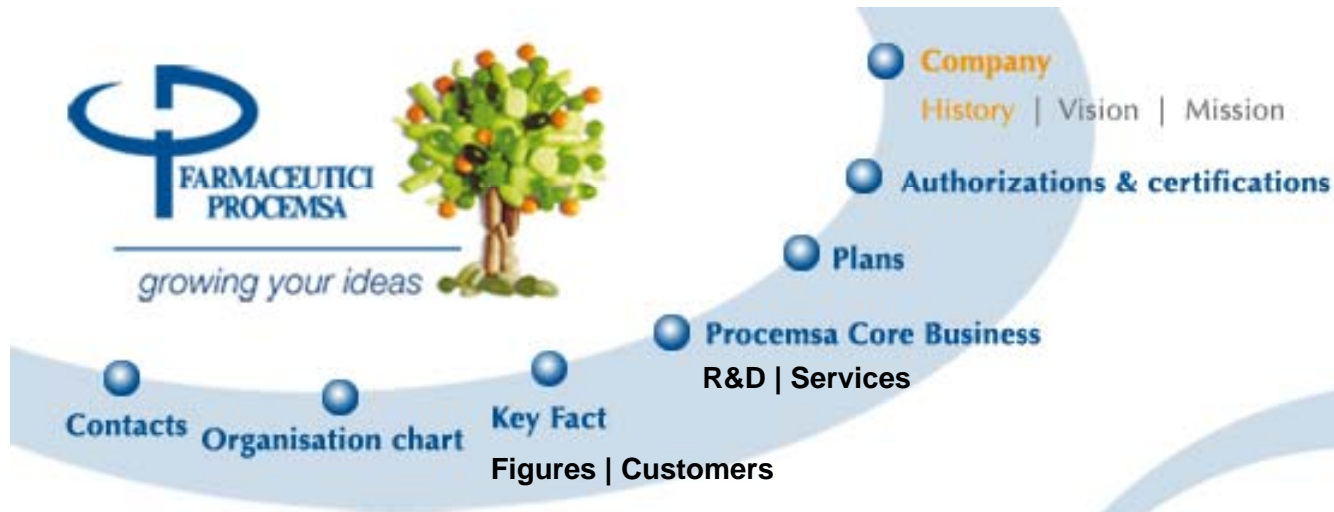 FARMACEUTICI
PROCEMSA
growing your ideas
Company
History | Vision | Mission
Authorizations & certifications
Plans
Procemsa Core Business
R&D | Services
Key Fact
Figures | Customers
Organisation chart
Contacts